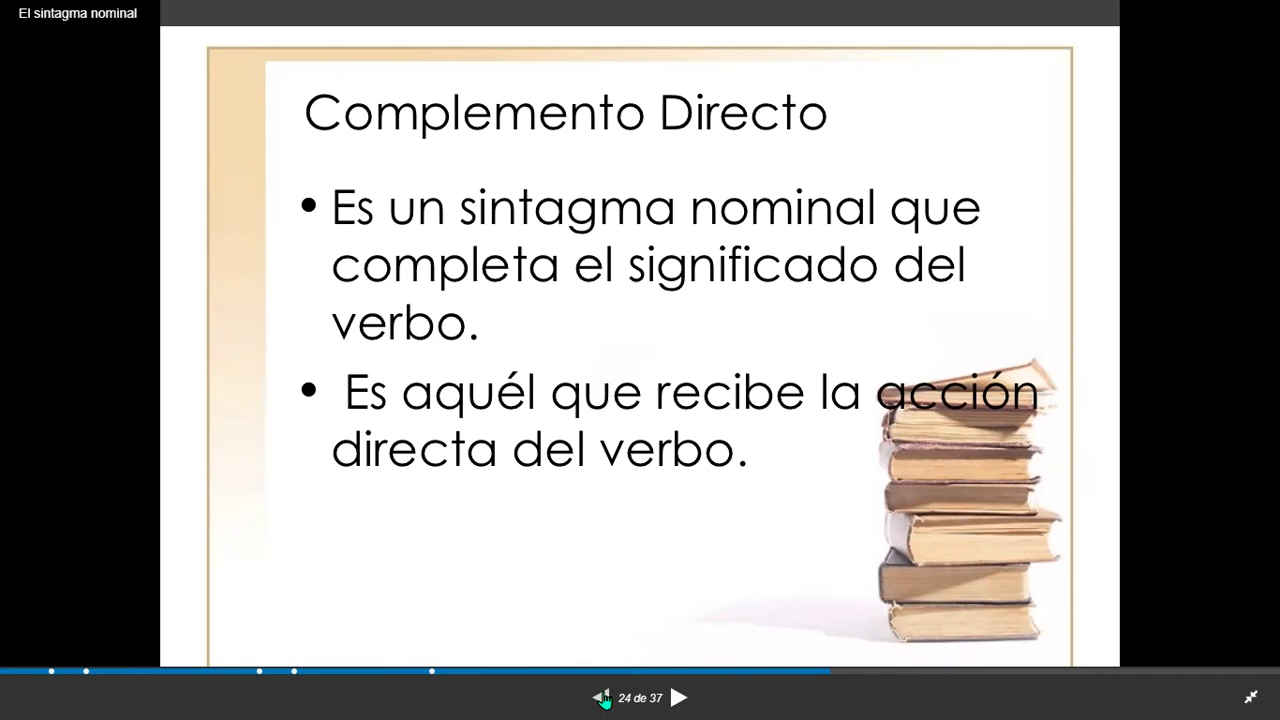 El sintagma nominal
Complemento Directo
• Es un sintagma nominal que
completa el significado del
verbo.
• Es aquél que recibe la acción
directa del verbo.
24 de 37